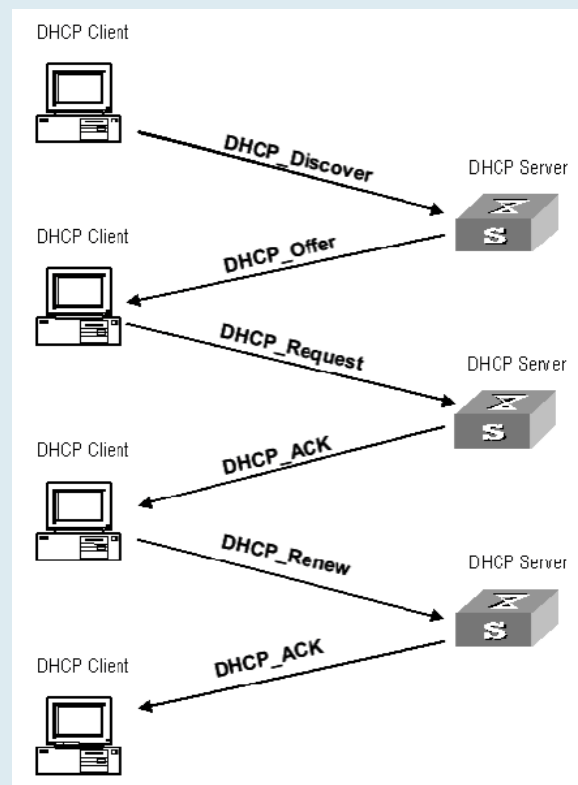 DHCP Client
DHCP_Discover
DHCP Server
S
DHCP Client
DHCP_Offer
DHCP_Request
DHCP Server
S
DHCP Client
DHCP_ACK
DHCP_Renew
DHCP Server
S
DHCP Client
DHCP_ACK